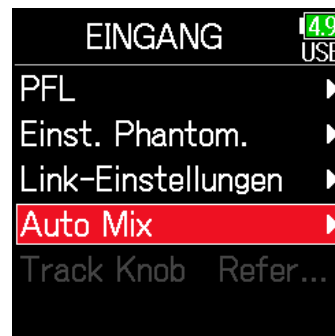 EINGANG
4.9
USB
PFL
Einst. Phantom.
Link-Einstellungen
Auto Mix
Track Knob Refer...